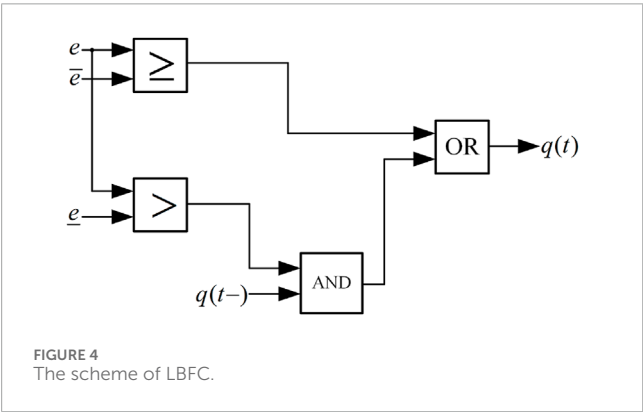 e
e̅
≥
OR
q(t)
>
e̲
AND
q(t−)
FIGURE 4
The scheme of LBFC.